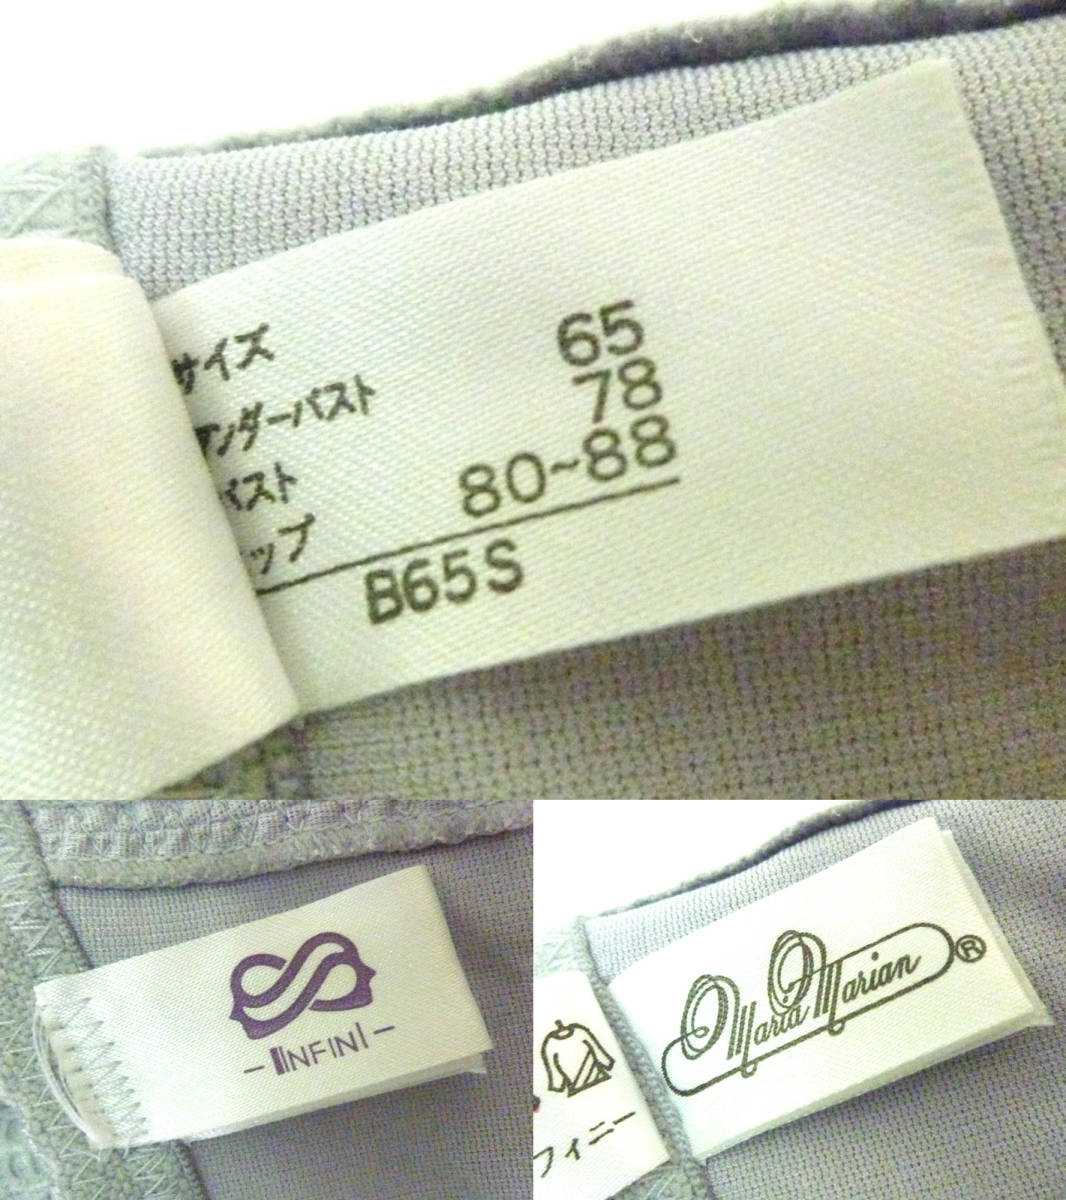 サイズ 65
アンダーバスト 78
バスト 80~88
ップ
B65S
INFINI
Maria Marian ®
フィニー